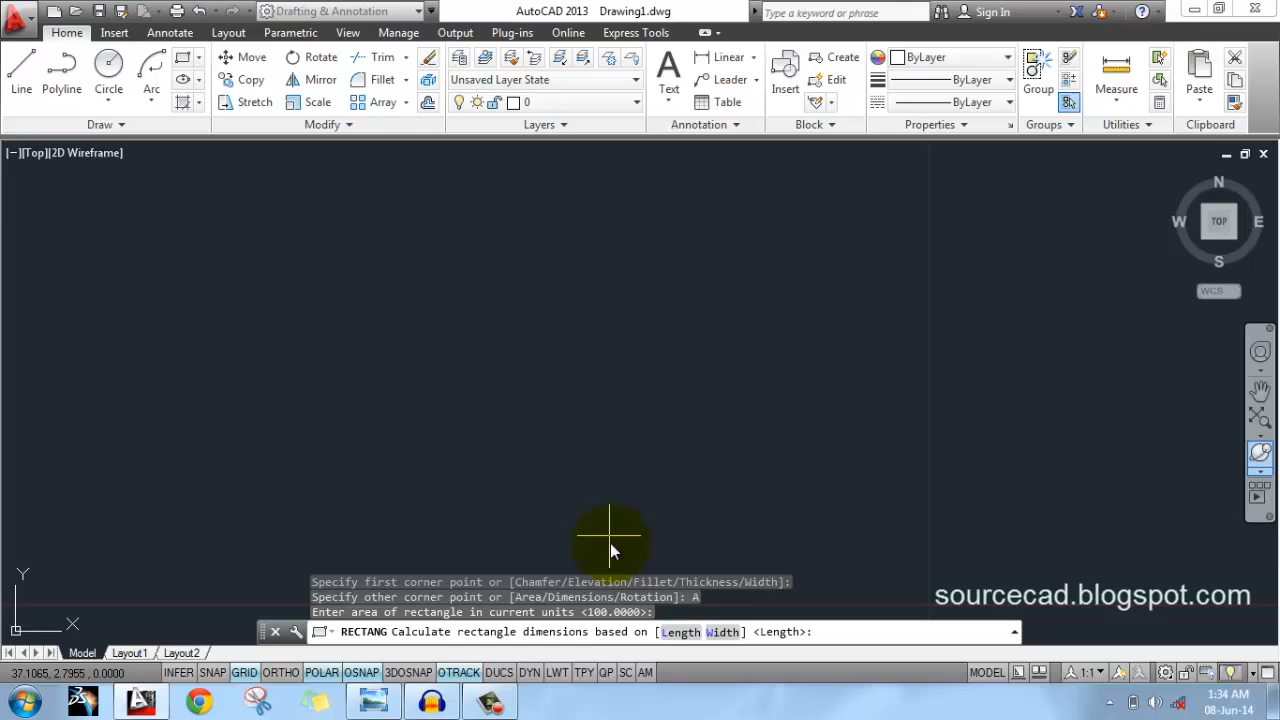 Drafting & Annotation
AutoCAD 2013 Drawing1.dwg
Type a keyword or phrase
Sign In
Home Insert Annotate Layout Parametric View Manage Output Plug-ins Online Express Tools
Line
Polyline
Circle
Arc
Move Rotate Trim
Copy Mirror Fillet
Stretch Scale Array
Unsaved Layer State
0
Text
Linear
Leader
Table
Insert
Create
Edit
ByLayer
ByLayer
ByLayer
Group
Measure
Paste
Draw Modify Layers Annotation Block Properties Groups Utilities Clipboard
[−][Top][2D Wireframe]
N
W TOP E
S
WCS
Y
X
Specify first corner point or [Chamfer/Elevation/Fillet/Thickness/Width]:
Specify other corner point or [Area/Dimensions/Rotation]: A
Enter area of rectangle in current units <100.0000>:
RECTANG Calculate rectangle dimensions based on [Length Width] <Length>:
sourcecad.blogspot.com
Model Layout1 Layout2
37.1065, 2.7955, 0.0000 INFER SNAP GRID ORTHO POLAR OSNAP 3DOSNAP OTRACK DUCS DYN LWT TPY QP SC AM MODEL 1:1
1:34 AM
08-Jun-14